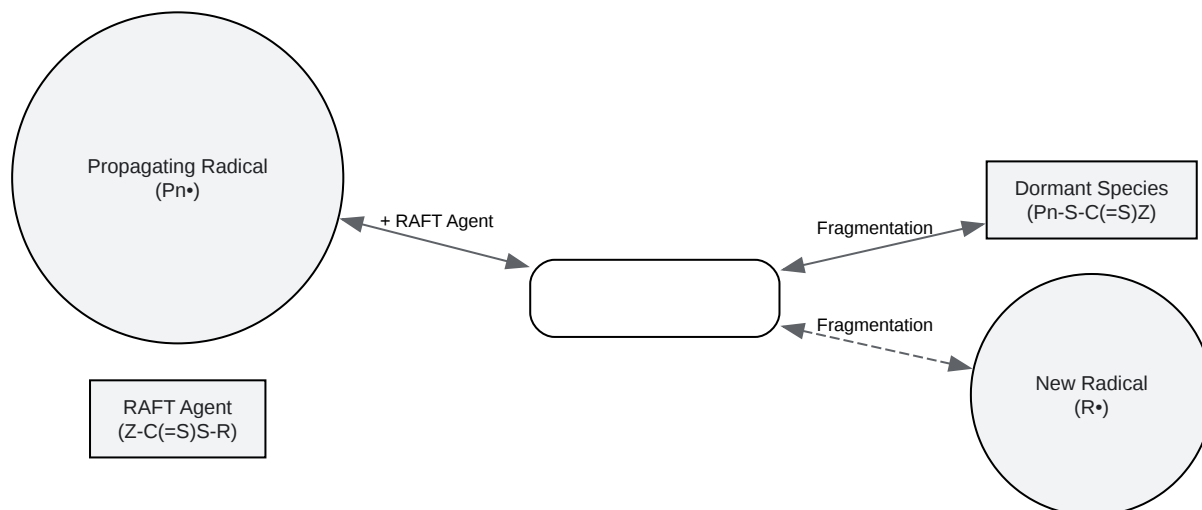 Propagating Radical
(Pn•)
+ RAFT Agent
RAFT Agent
(Z-C(=S)S-R)
Fragmentation
Dormant Species
(Pn-S-C(=S)Z)
Fragmentation
New Radical
(R•)